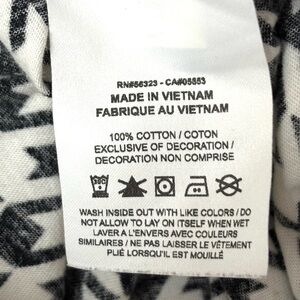 RN#56323 - CA#05553
MADE IN VIETNAM
FABRIQUE AU VIETNAM
100% COTTON / COTON
EXCLUSIVE OF DECORATION /
DECORATION NON COMPRISE
WASH INSIDE OUT WITH LIKE COLORS / DO
NOT ALLOW TO LAY ON ITSELF WHEN WET
LAVER A L'ENVERS AVEC COULEURS
SIMILAIRES / NE PAS LAISSER LE VÊTEMENT
PLIÉ LORSQU'IL EST MOUILLÉ